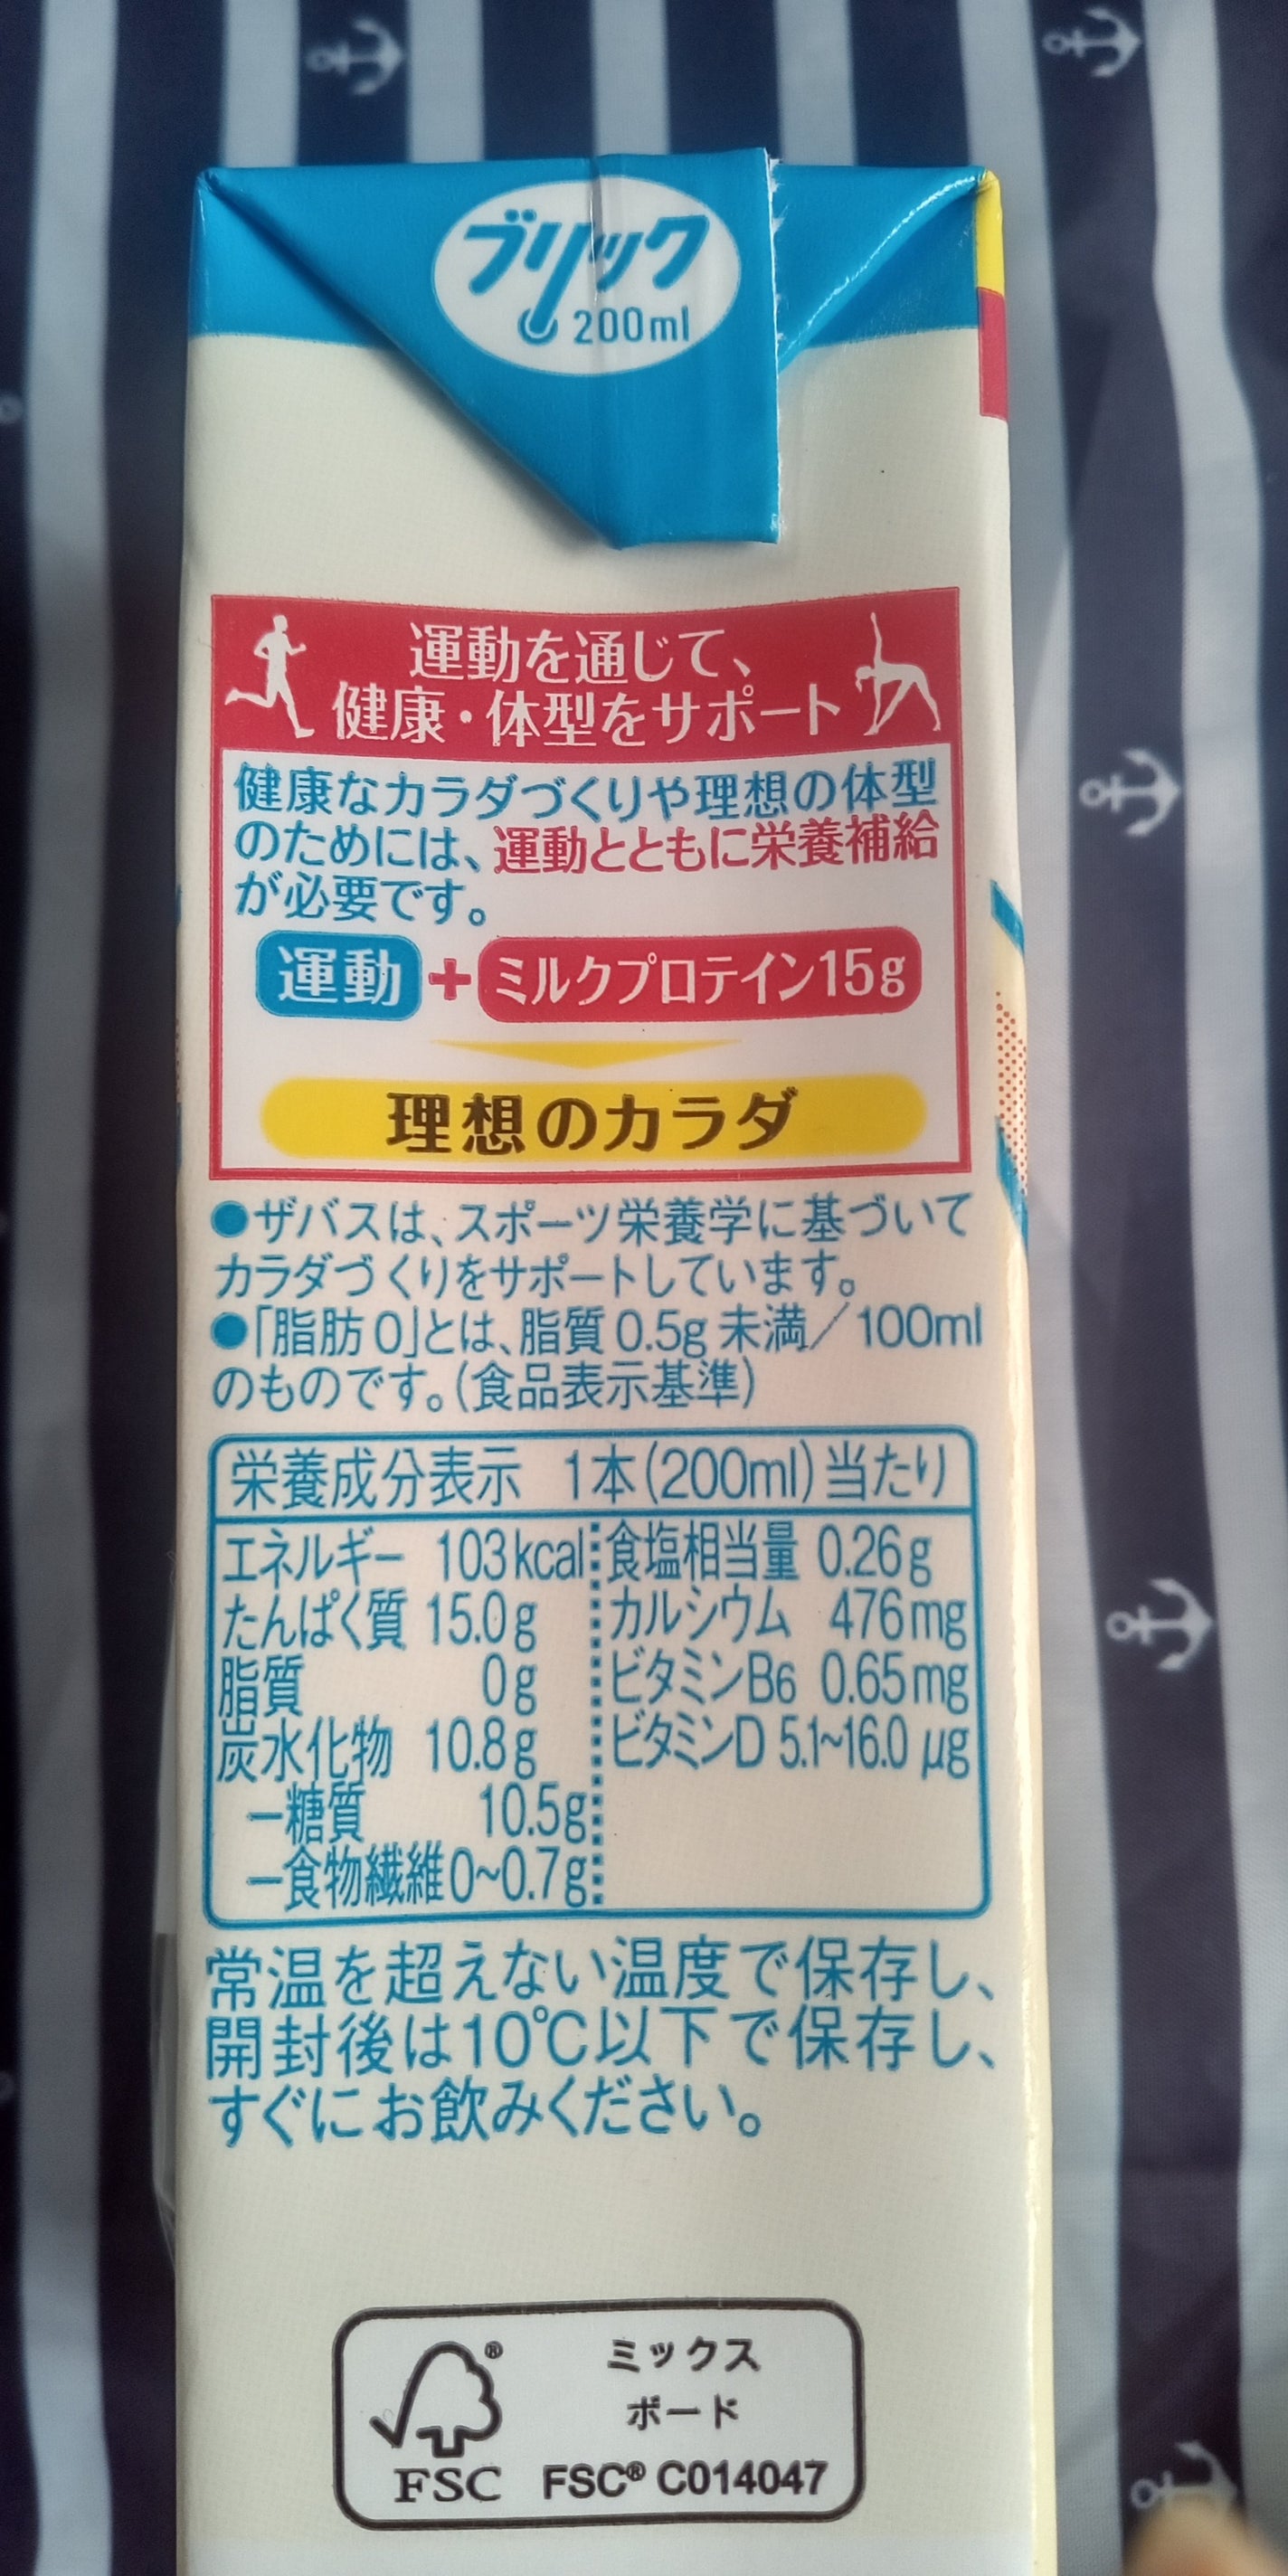 ブリック
200ml
運動を通じて、
健康・体型をサポート
健康なカラダづくりや理想の体型
のためには、運動とともに栄養補給
が必要です。
運動+ミルクプロテイン15g
理想のカラダ
●ザバスは、スポーツ栄養学に基づいて
カラダづくりをサポートしています。
●「脂肪0」とは、脂質0.5g未満/100ml
のものです。(食品表示基準)
栄養成分表示 1本(200ml)当たり
エネルギー 103kcal
たんぱく質 15.0g
脂質 0g
炭水化物 10.8g
－糖質 10.5g
－食物繊維0~0.7g
食塩相当量 0.26g
カルシウム 476mg
ビタミンB6 0.65mg
ビタミンD 5.1~16.0μg
常温を超えない温度で保存し、
開封後は10℃以下で保存し、
すぐにお飲みください。
®
FSC
ミックス
ボード
FSC® C014047